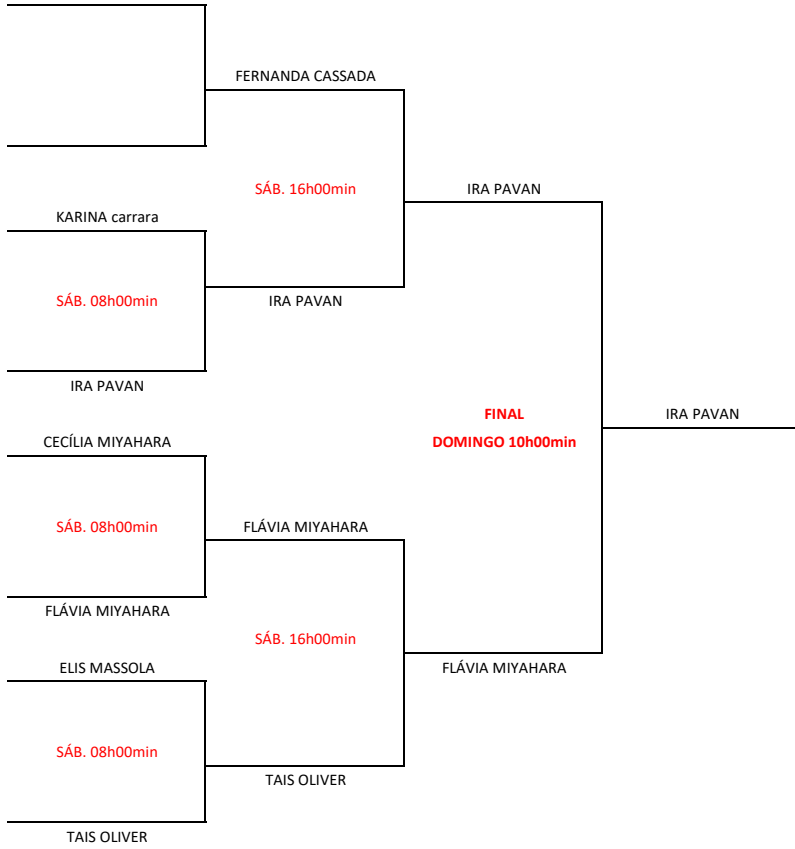 FERNANDA CASSADA
SÁB. 16h00min
IRA PAVAN
KARINA carrara
SÁB. 08h00min
IRA PAVAN
IRA PAVAN
FINAL
IRA PAVAN
CECÍLIA MIYAHARA
DOMINGO 10h00min
SÁB. 08h00min
FLÁVIA MIYAHARA
FLÁVIA MIYAHARA
SÁB. 16h00min
ELIS MASSOLA
FLÁVIA MIYAHARA
SÁB. 08h00min
TAIS OLIVER
TAIS OLIVER